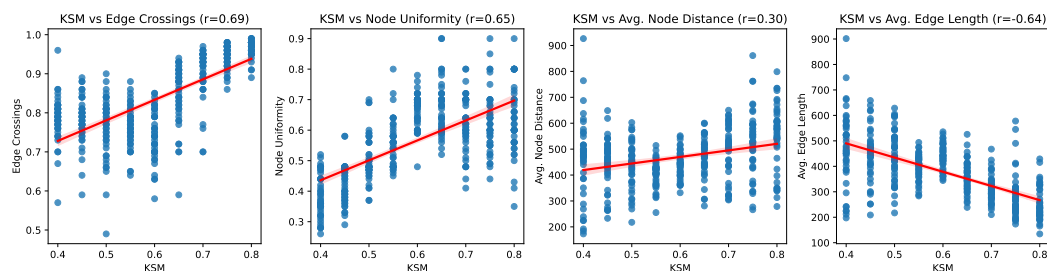 KSM vs Edge Crossings (r=0.69)
1.0
0.9
0.8
0.7
0.6
0.5
Edge Crossings
0.4 0.5 0.6 0.7 0.8
KSM
KSM vs Node Uniformity (r=0.65)
0.9
0.8
0.7
0.6
0.5
0.4
0.3
Node Uniformity
0.4 0.5 0.6 0.7 0.8
KSM
KSM vs Avg. Node Distance (r=0.30)
900
800
700
600
500
400
300
200
Avg. Node Distance
0.4 0.5 0.6 0.7 0.8
KSM
KSM vs Avg. Edge Length (r=-0.64)
900
800
700
600
500
400
300
200
100
Avg. Edge Length
0.4 0.5 0.6 0.7 0.8
KSM